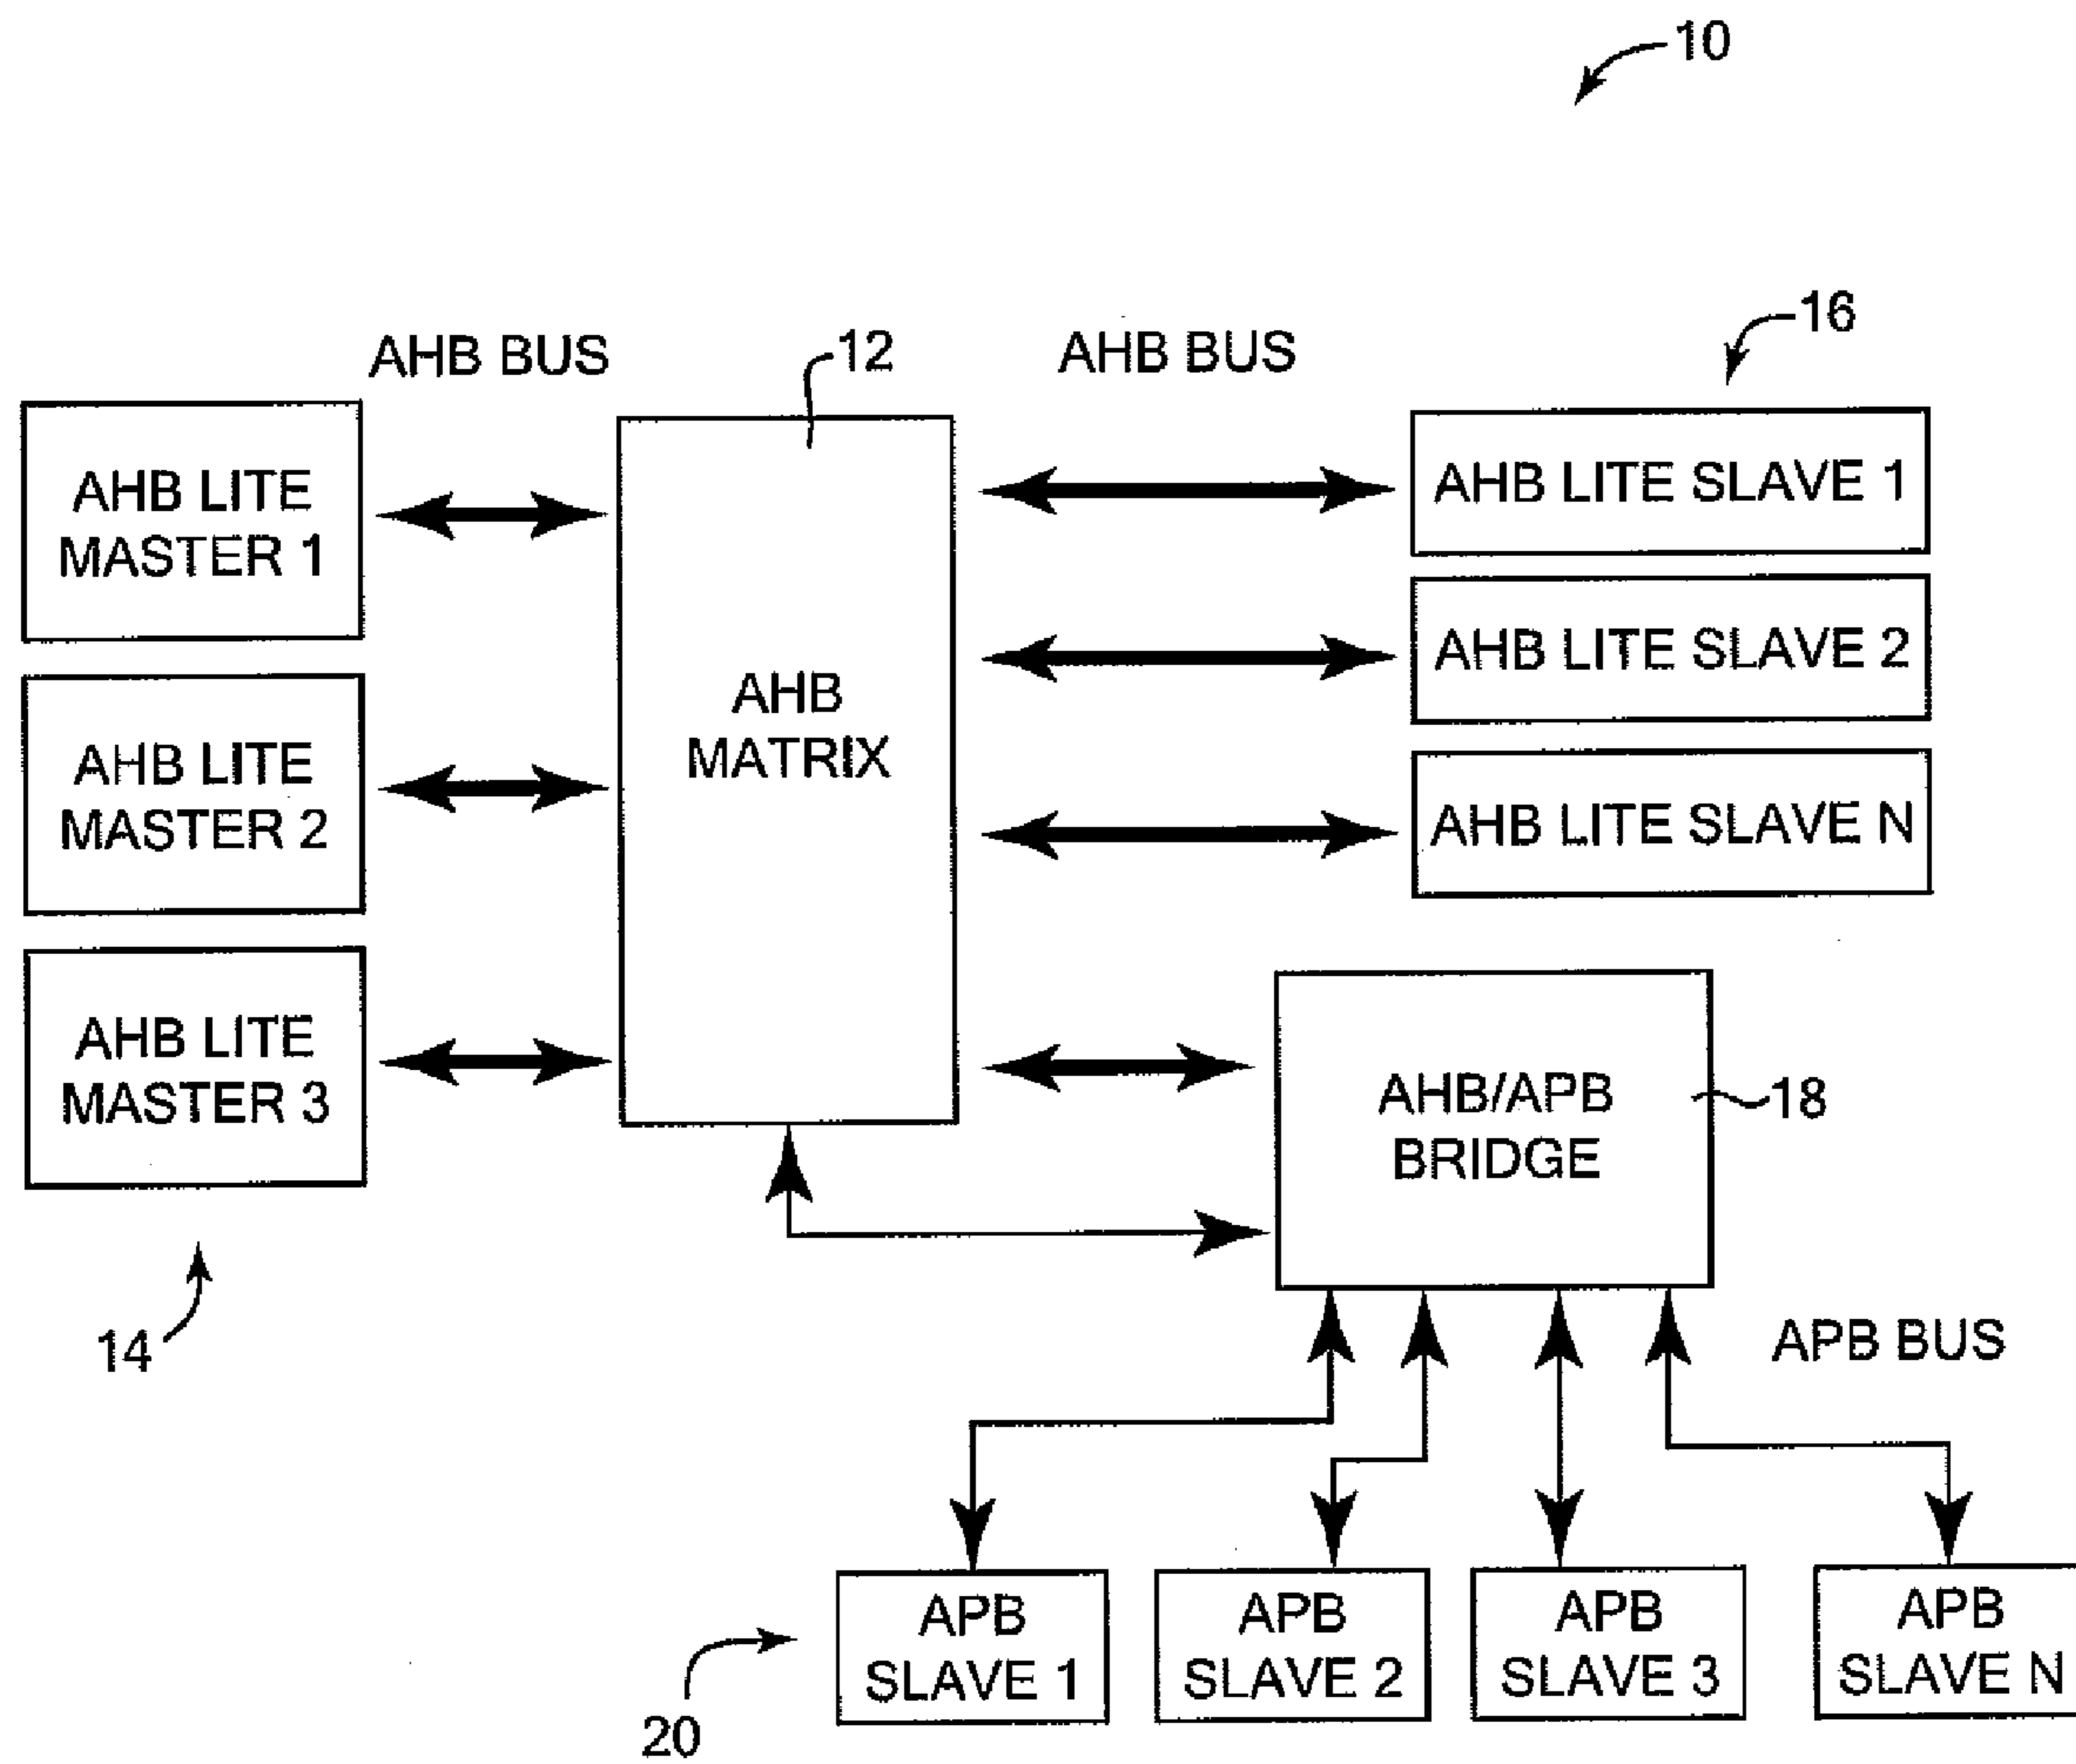 10
16
AHB BUS
12
AHB BUS
AHB LITE
MASTER 1
AHB LITE SLAVE 1
AHB LITE SLAVE 2
AHB
MATRIX
AHB LITE
MASTER 2
AHB LITE SLAVE N
AHB LITE
MASTER 3
AHB/APB
BRIDGE
18
14
APB BUS
APB
SLAVE 1
APB
SLAVE 2
APB
SLAVE 3
APB
SLAVE N
20